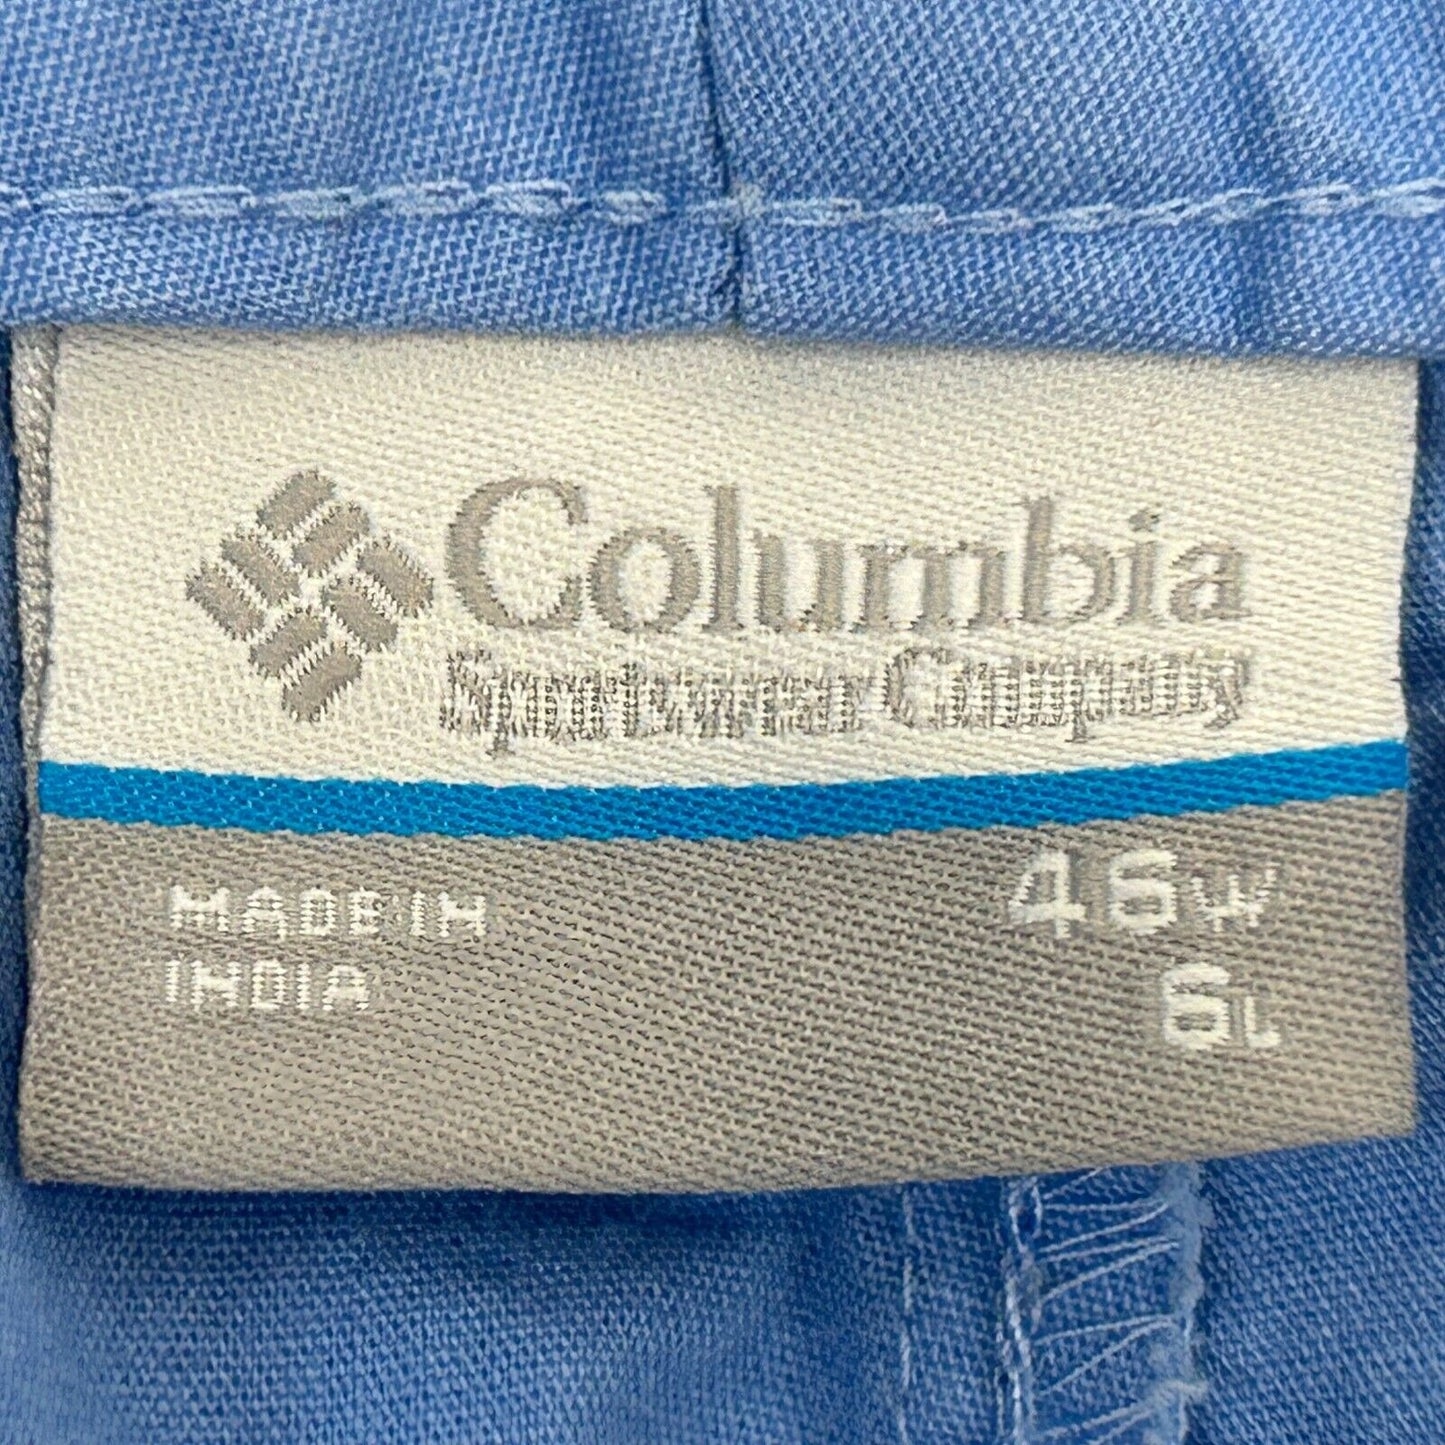 Columbia
Sportswear Company
MADE IN
INDIA
46W
6L